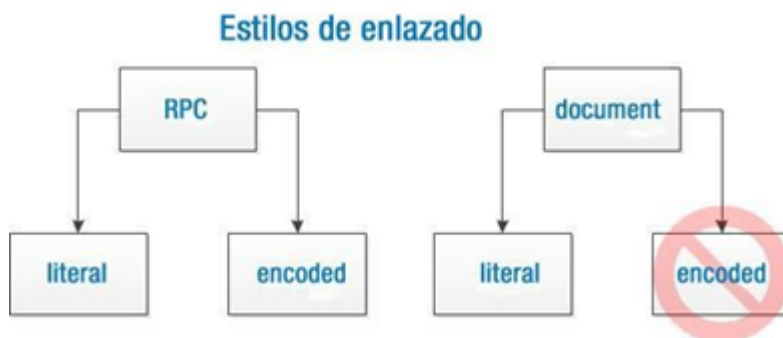 Estilos de enlazado
RPC
document
literal
encoded
literal
encoded